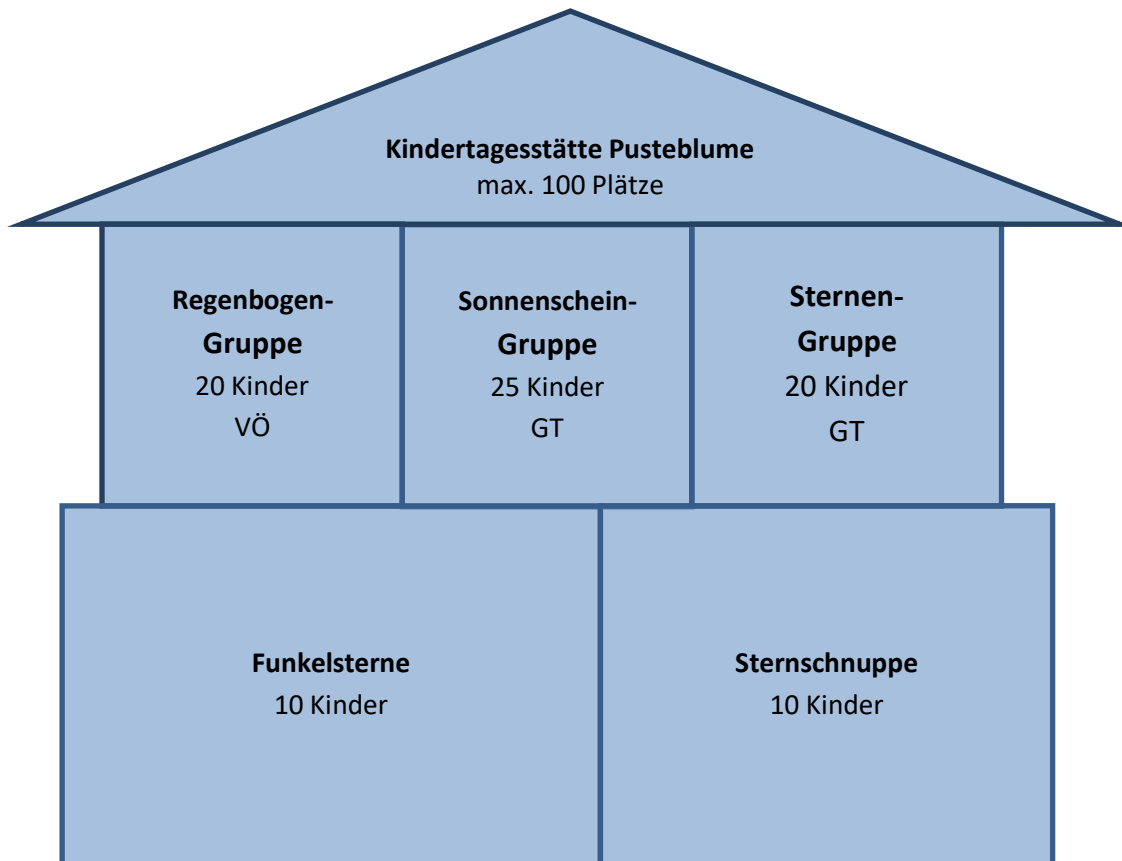 Kindertagesstätte Pusteblume
max. 100 Plätze
Regenbogen-
Gruppe
20 Kinder
VÖ
Sonnenschein-
Gruppe
25 Kinder
GT
Sternen-
Gruppe
20 Kinder
GT
Funkelsterne
10 Kinder
Sternschnuppe
10 Kinder